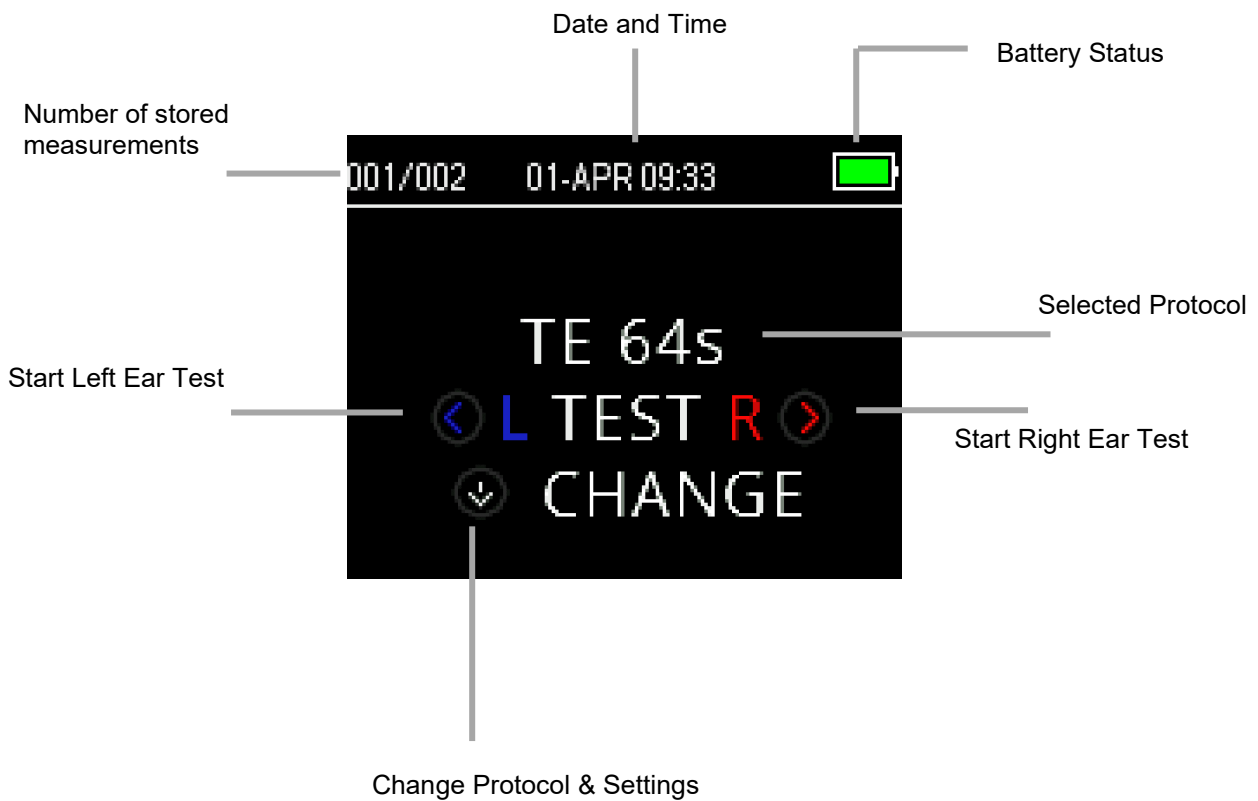 Date and Time
Battery Status
Number of stored
measurements
001/002 01-APR 09:33
Selected Protocol
TE 64s
Start Left Ear Test
L TEST R
Start Right Ear Test
CHANGE
Change Protocol & Settings